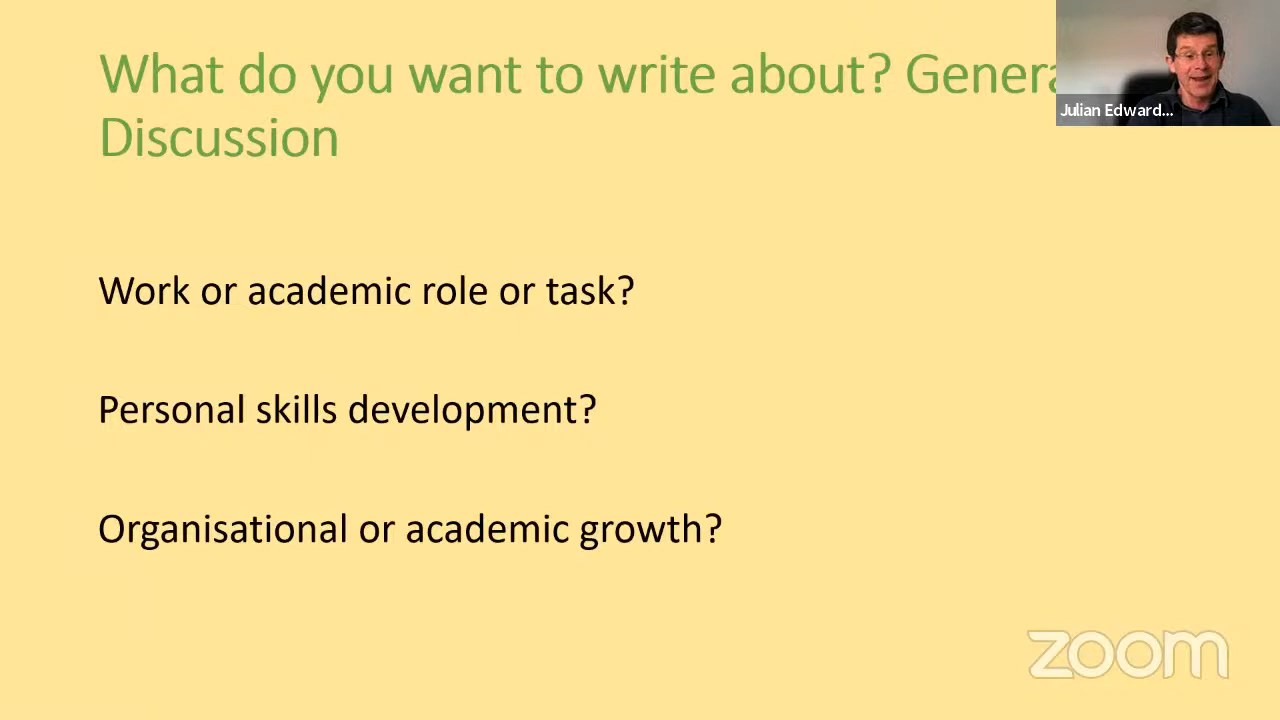 What do you want to write about? Genera
Discussion
Julian Edward...
Work or academic role or task?
Personal skills development?
Organisational or academic growth?
zoom